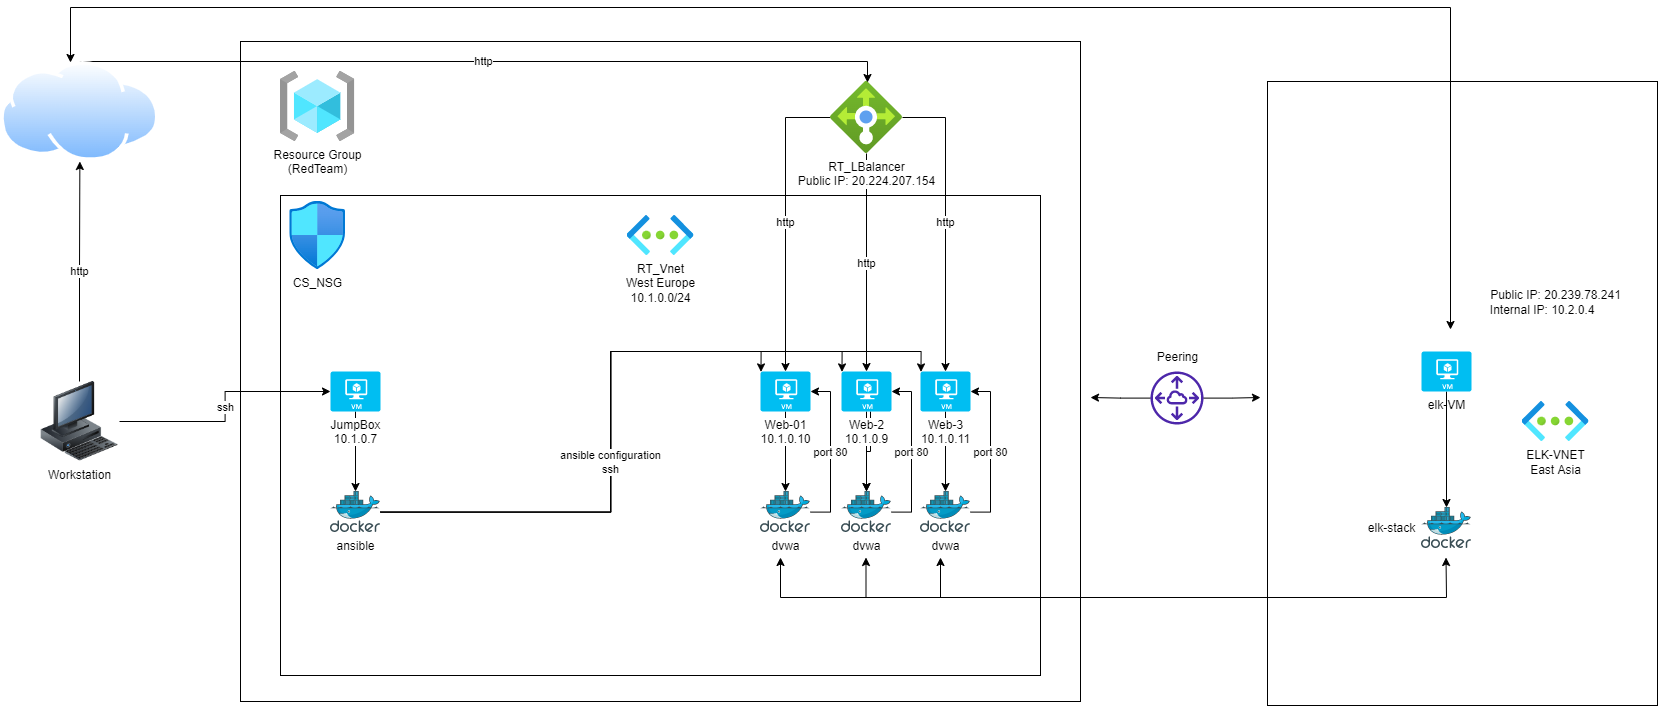 http
Resource Group
(RedTeam)
RT_LBalancer
Public IP: 20.224.207.154
http
http
http
CS_NSG
RT_Vnet
West Europe
10.1.0.0/24
http
Public IP: 20.239.78.241
Internal IP: 10.2.0.4
Peering
ssh
VM
JumpBox
10.1.0.7
VM
Web-01
10.1.0.10
VM
Web-2
10.1.0.9
VM
Web-3
10.1.0.11
VM
elk-VM
port 80
port 80
port 80
ansible configuration
ssh
ELK-VNET
East Asia
Workstation
docker
ansible
docker
dvwa
docker
dvwa
docker
dvwa
elk-stack
docker